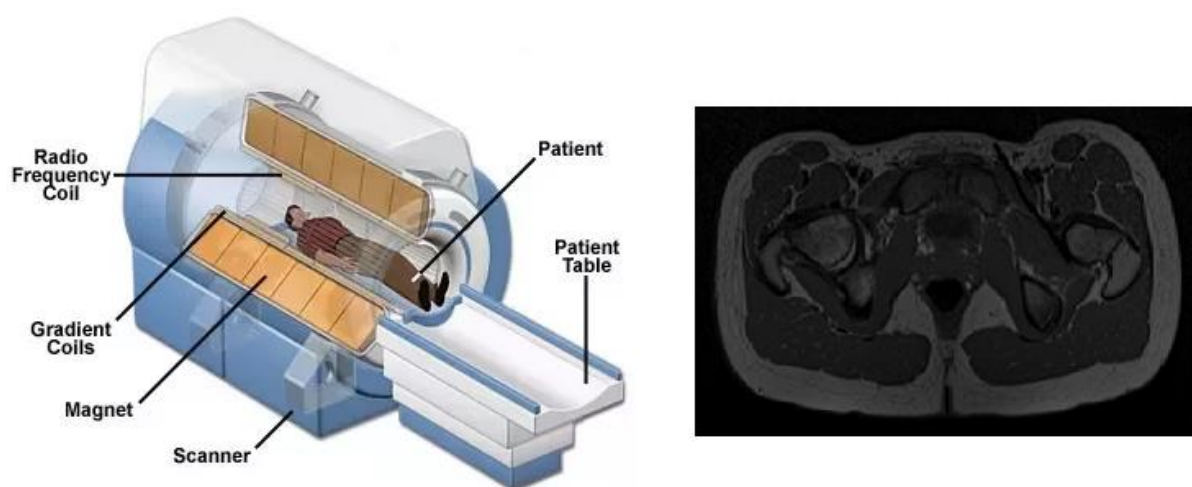 Radio
Frequency
Coil
Patient
Patient
Table
Gradient
Coils
Magnet
Scanner